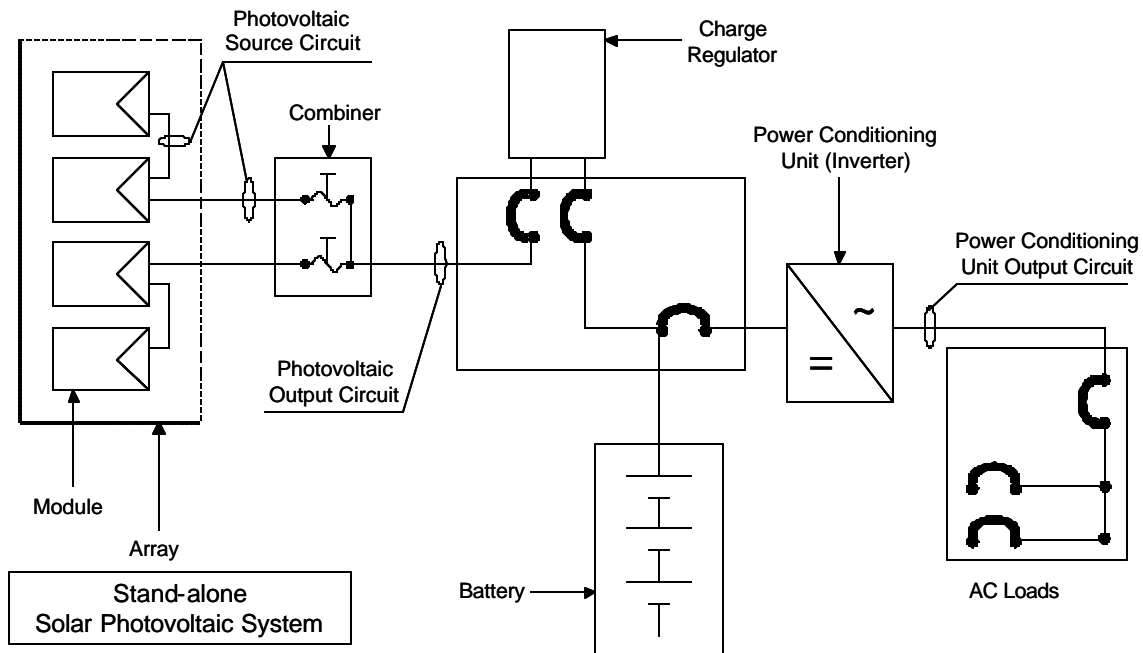 Photovoltaic
Source Circuit
Charge
Regulator
Combiner
Power Conditioning
Unit (Inverter)
Power Conditioning
Unit Output Circuit
~
=
Photovoltaic
Output Circuit
Module
Array
Battery
AC Loads
Stand-alone
Solar Photovoltaic System